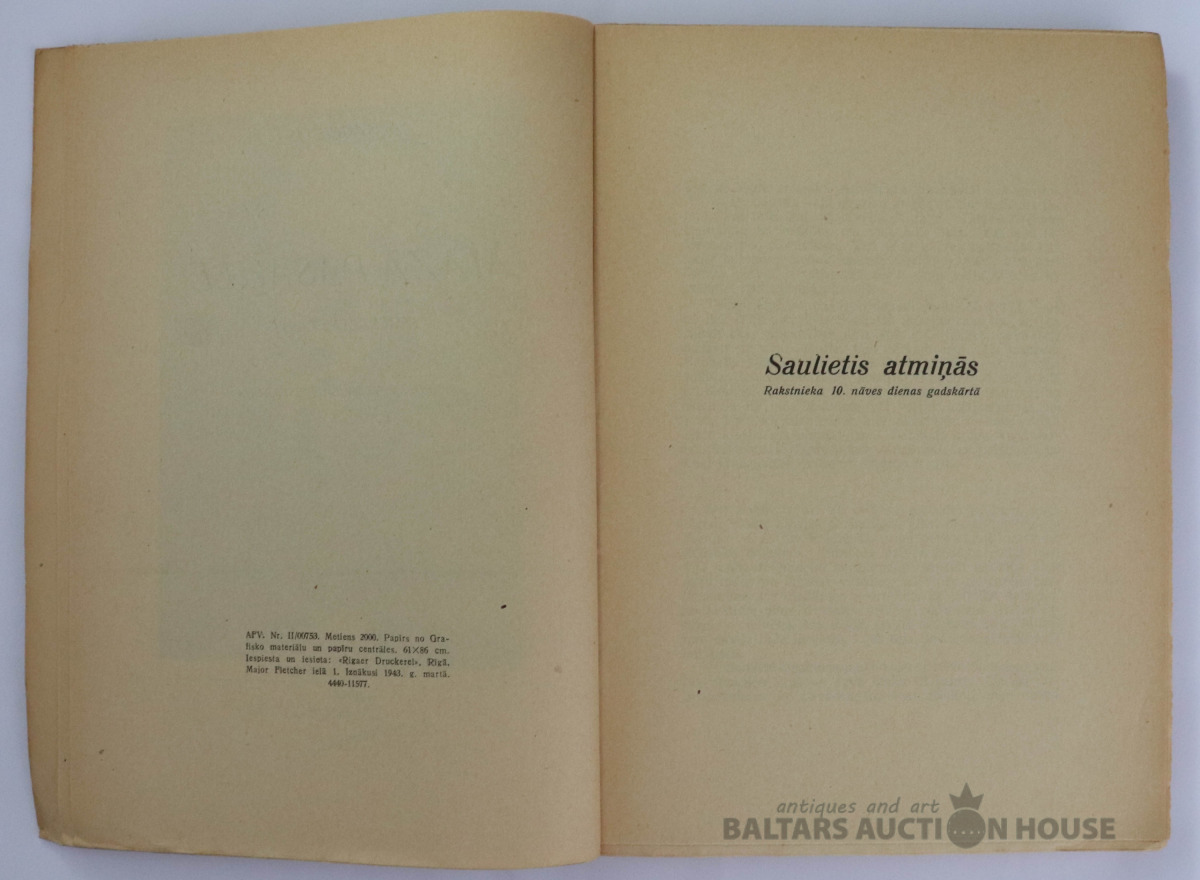 APV. Nr. II/00753. Metiens 2000. Papīrs no Gra-
fisko materiālu un papīru centrāles. 61×86 cm.
Iespiesta un iesieta: «Rigaer Druckerei», Rīgā,
Major Fletcher ielā 1. Iznākusi 1943. g. martā.
4440-11577.
Saulietis atmiņās
Rakstnieka 10. nāves dienas gadskārtā
antiques and art
BALTARS AUCTION HOUSE